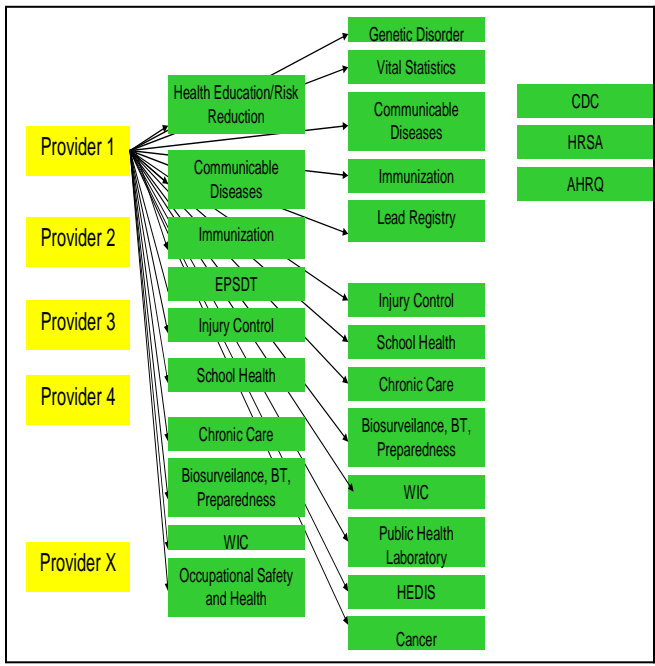 Provider 1
Provider 2
Provider 3
Provider 4
Provider X
Health Education/Risk
Reduction
Communicable
Diseases
Immunization
EPSDT
Injury Control
School Health
Chronic Care
Biosurveilance, BT,
Preparedness
WIC
Occupational Safety
and Health
Genetic Disorder
Vital Statistics
Communicable
Diseases
Immunization
Lead Registry
Injury Control
School Health
Chronic Care
Biosurveilance, BT,
Preparedness
WIC
Public Health
Laboratory
HEDIS
Cancer
CDC
HRSA
AHRQ